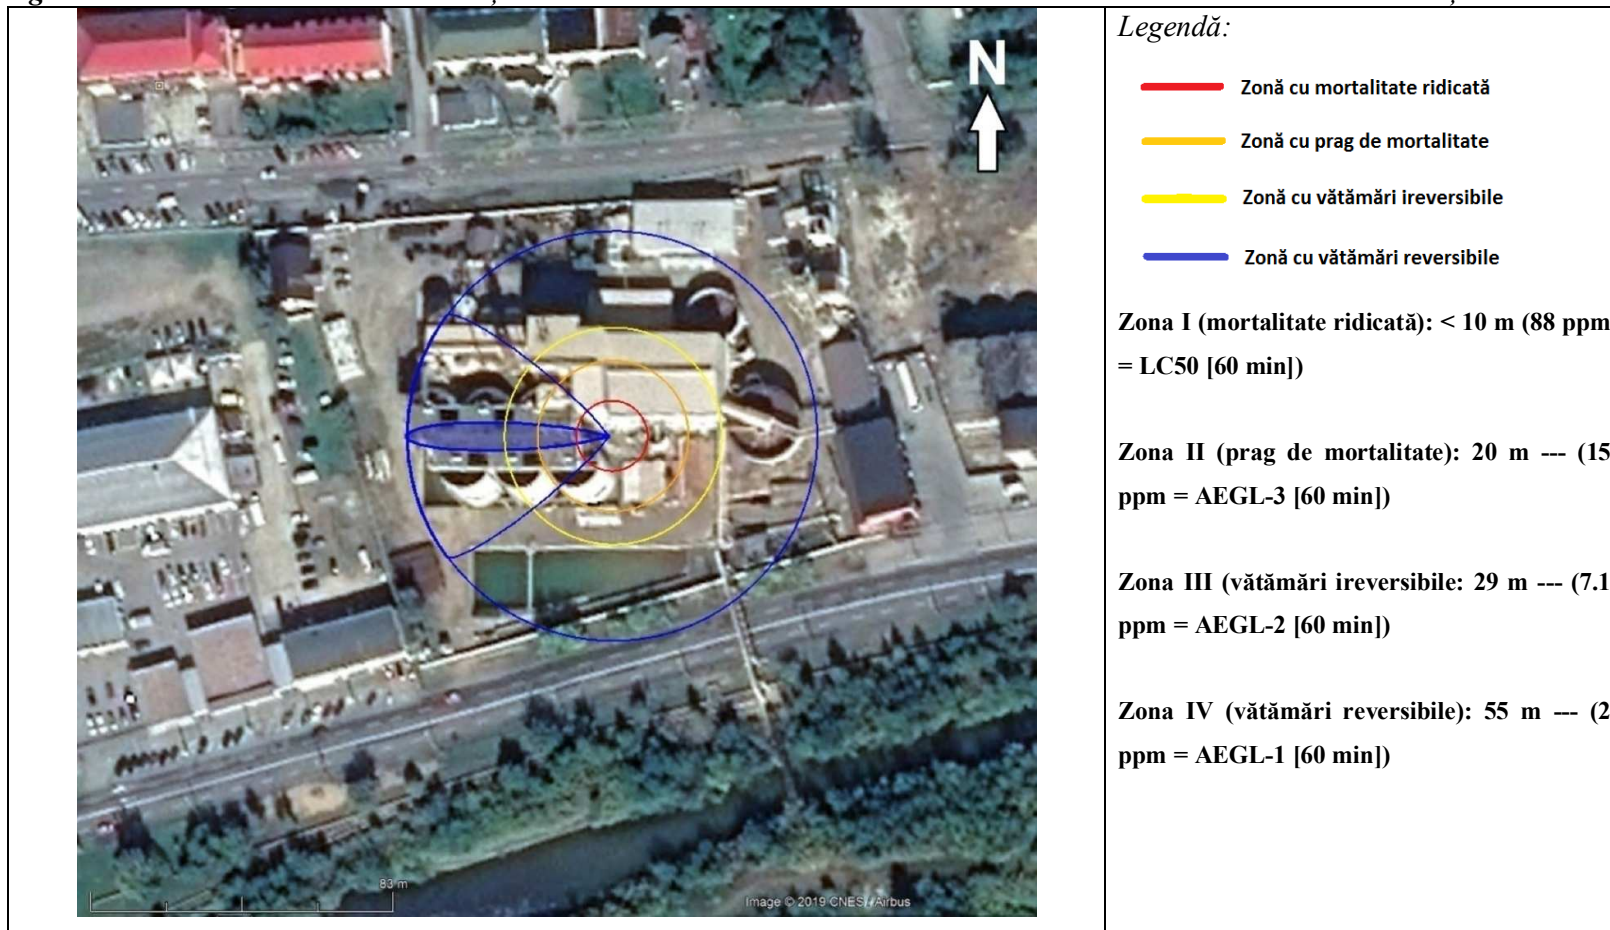 Legendă:
N
Zonă cu mortalitate ridicată
Zonă cu prag de mortalitate
Zonă cu vătămări ireversibile
Zonă cu vătămări reversibile
Zona I (mortalitate ridicată): < 10 m (88 ppm
= LC50 [60 min])
Zona II (prag de mortalitate): 20 m --- (15
ppm = AEGL-3 [60 min])
Zona III (vătămări ireversibile: 29 m --- (7.1
ppm = AEGL-2 [60 min])
Zona IV (vătămări reversibile): 55 m --- (2
ppm = AEGL-1 [60 min])
83 m
Image © 2019 CNES / Airbus